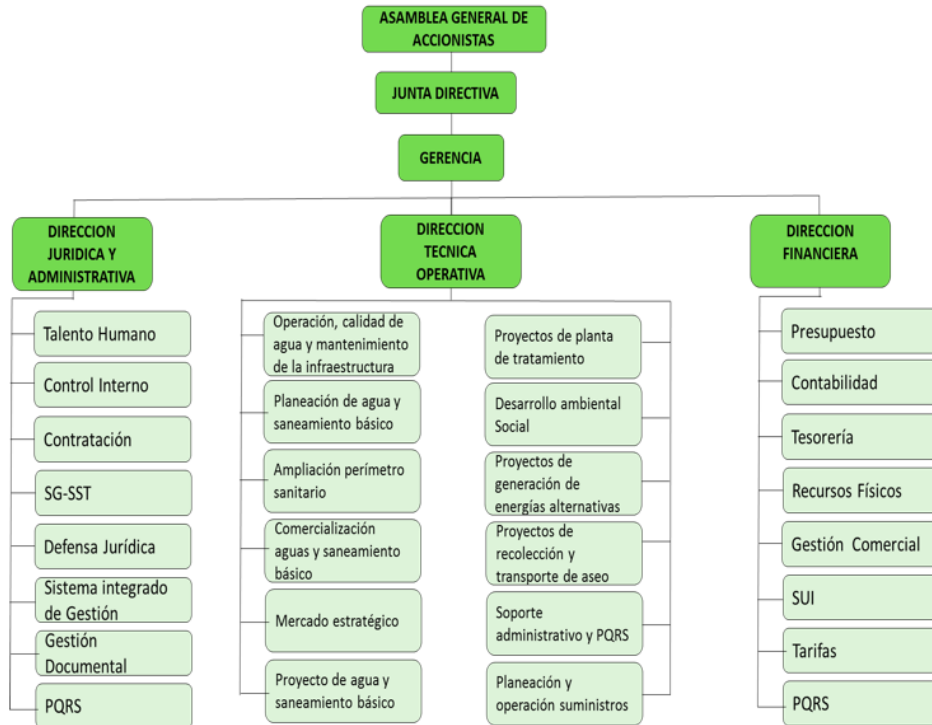 ASAMBLEA GENERAL DE
ACCIONISTAS
JUNTA DIRECTIVA
GERENCIA
DIRECCION
JURIDICA Y
ADMINISTRATIVA
DIRECCION
TECNICA
OPERATIVA
DIRECCION
FINANCIERA
Talento Humano
Control Interno
Contratación
SG-SST
Defensa Jurídica
Sistema integrado
de Gestión
Gestión
Documental
PQRS
Operación, calidad de
agua y mantenimiento
de la infraestructura
Planeación de agua y
saneamiento básico
Ampliación perímetro
sanitario
Comercialización
aguas y saneamiento
básico
Mercado estratégico
Proyecto de agua y
saneamiento básico
Proyectos de planta
de tratamiento
Desarrollo ambiental
Social
Proyectos de
generación de
energías alternativas
Proyectos de
recolección y
transporte de aseo
Soporte
administrativo y PQRS
Planeación y
operación suministros
Presupuesto
Contabilidad
Tesorería
Recursos Físicos
Gestión Comercial
SUI
Tarifas
PQRS